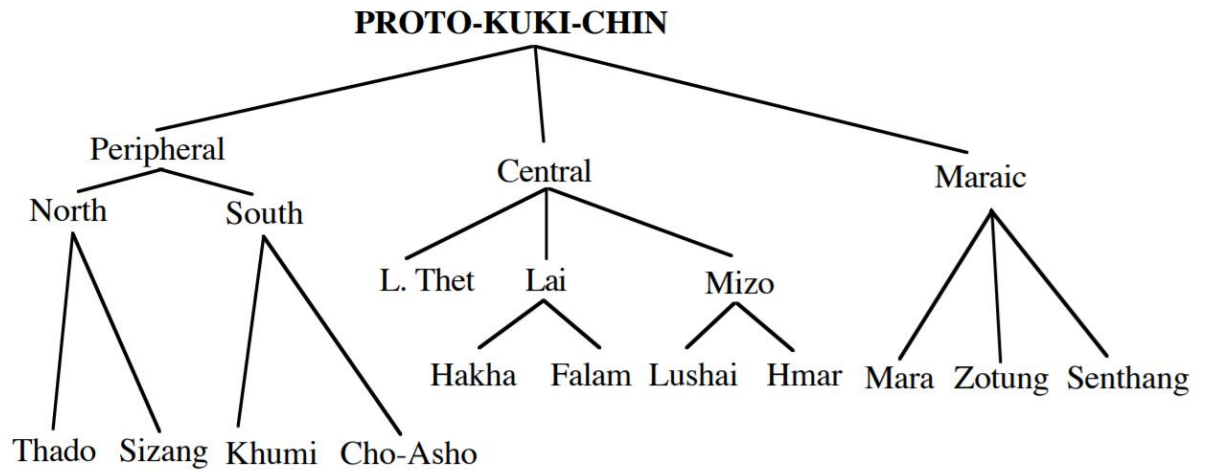 PROTO-KUKI-CHIN
Peripheral
Central
Maraic
North
South
L. Thet
Lai
Mizo
Hakha
Falam
Lushai
Hmar
Mara
Zotung
Senthang
Thado
Sizang
Khumi
Cho-Asho